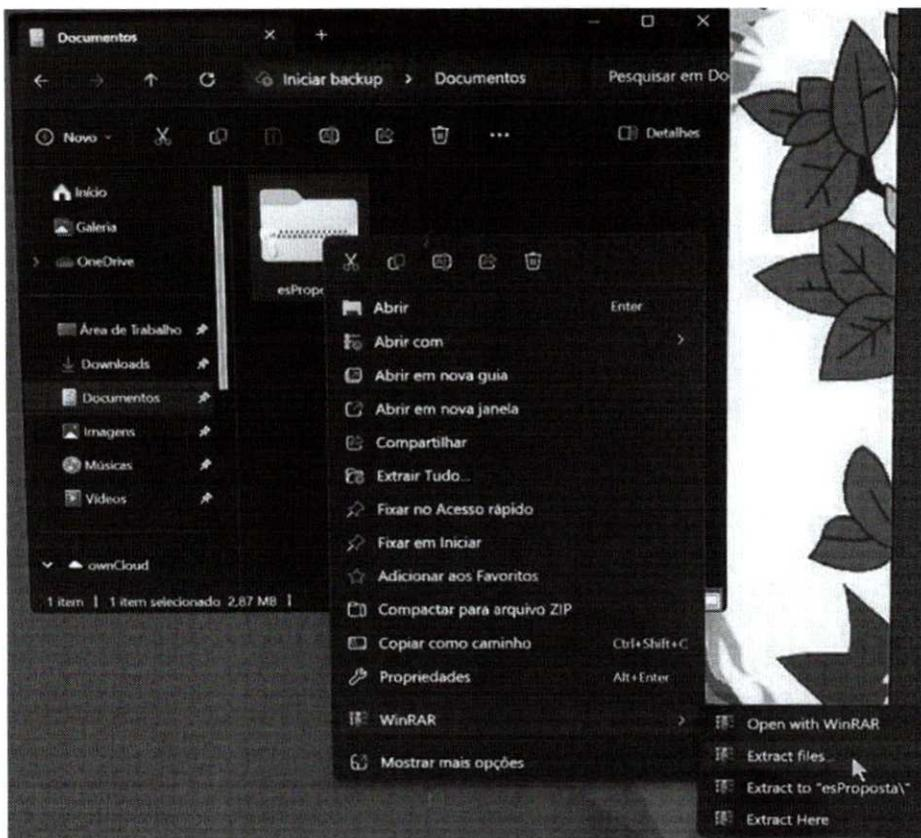 Documentos
Iniciar backup > Documentos
Pesquisar em Do
Novo
Detalhes
Início
Galeria
OneDrive
Área de Trabalho
Downloads
Documentos
Imagens
Músicas
Vídeos
ownCloud
1 item | 1 item selecionado 2,87 MB |
esPropo
Abrir Enter
Abrir com >
Abrir em nova guia
Abrir em nova janela
Compartilhar
Extrair Tudo...
Fixar no Acesso rápido
Fixar em Iniciar
Adicionar aos Favoritos
Compactar para arquivo ZIP
Copiar como caminho Ctrl+Shift+C
Propriedades Alt+Enter
WinRAR >
Mostrar mais opções
Open with WinRAR
Extract files...
Extract to "esProposta\"
Extract Here